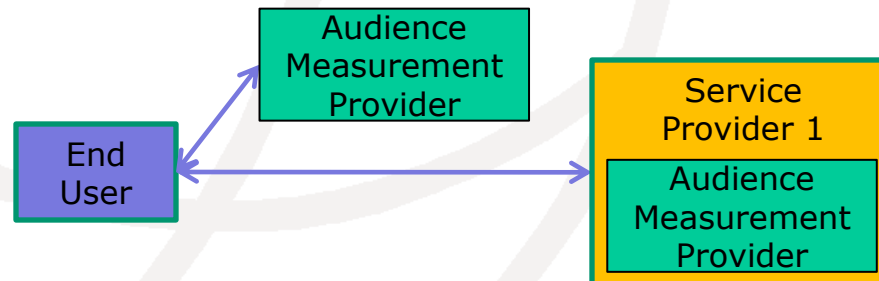 Audience
Measurement
Provider
End
User
Service
Provider 1
Audience
Measurement
Provider